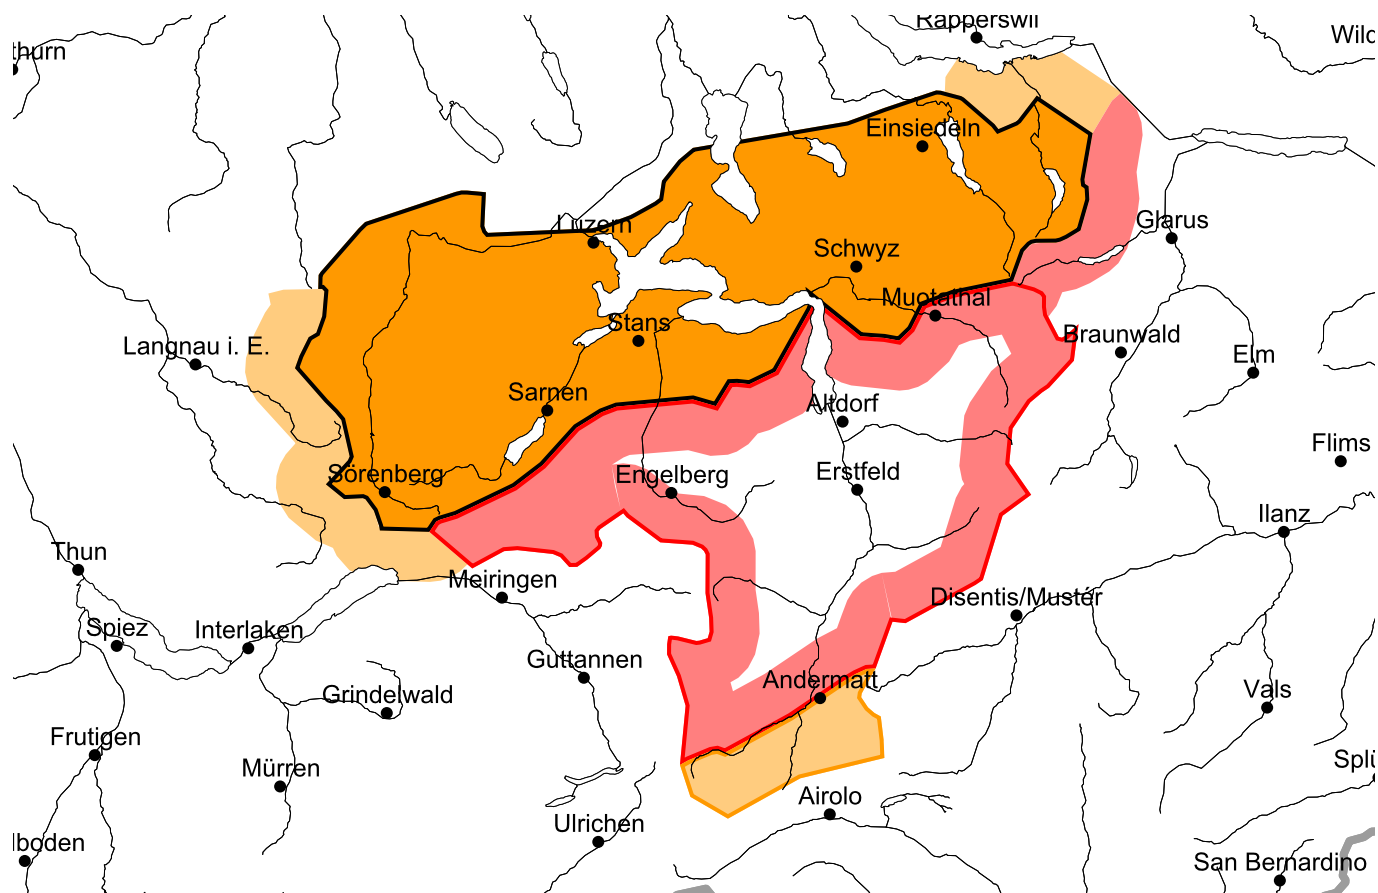 Rapperswil
thurn
Wild
Einsiedeln
Glarus
Luzern
Schwyz
Muotathal
Stans
Braunwald
Langnau i. E.
Elm
Sarnen
Altdorf
Flims
Sörenberg
Engelberg
Erstfeld
Ilanz
Thun
Meiringen
Disentis/Mustér
Spiez
Interlaken
Guttannen
Andermatt
Vals
Grindelwald
Frutigen
Mürren
Splü
Airolo
Ulrichen
lboden
San Bernardino